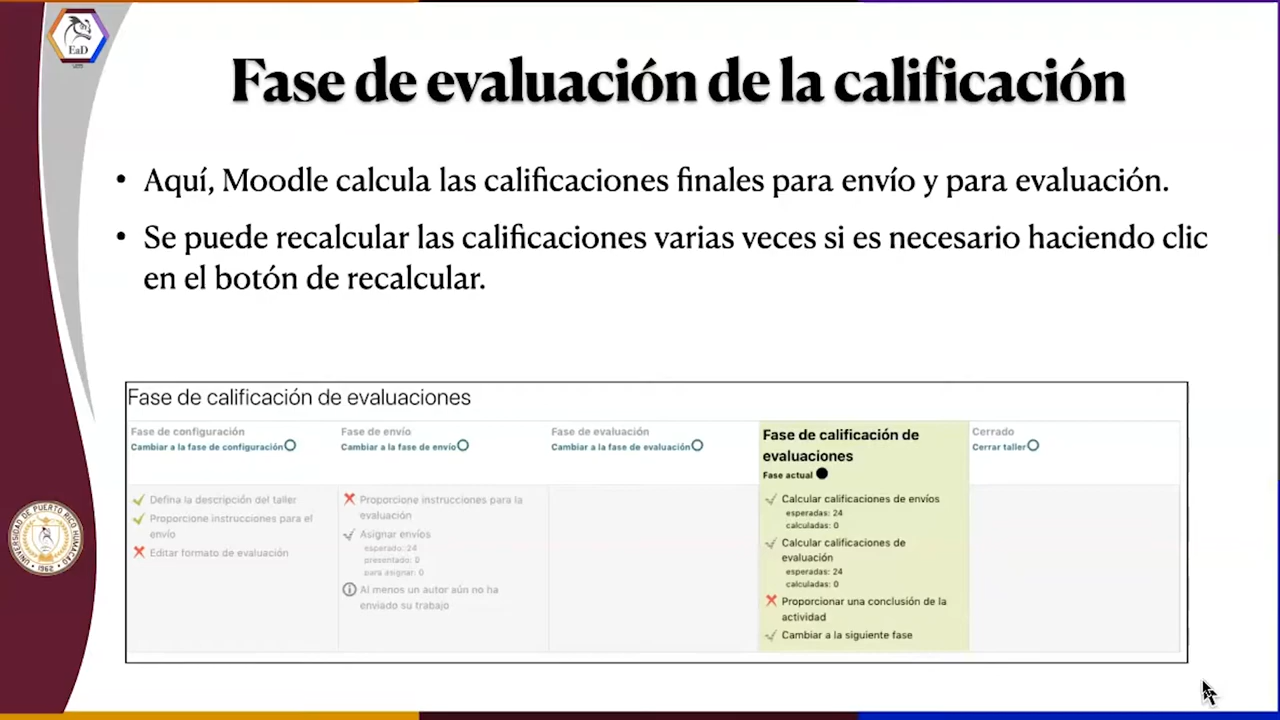 EaD
Fase de evaluación de la calificación
• Aquí, Moodle calcula las calificaciones finales para envío y para evaluación.
• Se puede recalcular las calificaciones varias veces si es necesario haciendo clic
en el botón de recalcular.
Fase de calificación de evaluaciones
Fase de configuración
Cambiar a la fase de configuración
Defina la descripción del taller
Proporcione instrucciones para el
envío
Editar formato de evaluación
Fase de envío
Cambiar a la fase de envío
Proporcione instrucciones para la
evaluación
Asignar envíos
esperado: 24
presentado: 0
para asignar: 0
Al menos un autor aún no ha
enviado su trabajo
Fase de evaluación
Cambiar a la fase de evaluación
Fase de calificación de
evaluaciones
Fase actual
Calcular calificaciones de envíos
esperadas: 24
calculadas: 0
Calcular calificaciones de
evaluación
esperadas: 24
calculadas: 0
Proporcionar una conclusión de la
actividad
Cambiar a la siguiente fase
Cerrado
Cerrar taller
UNIVERSIDAD DE PUERTO RICO HUMACAO
1962